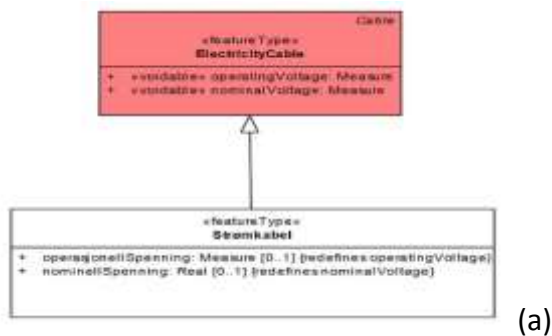 Cable
«featureType»
ElectricityCable
+ «voidable» operatingVoltage: Measure
+ «voidable» nominalVoltage: Measure
«featureType»
Strømkabel
+ operasjonellSpenning: Measure [0..1] {redefines operatingVoltage}
+ nominellSpenning: Real [0..1] {redefines nominalVoltage}
(a)